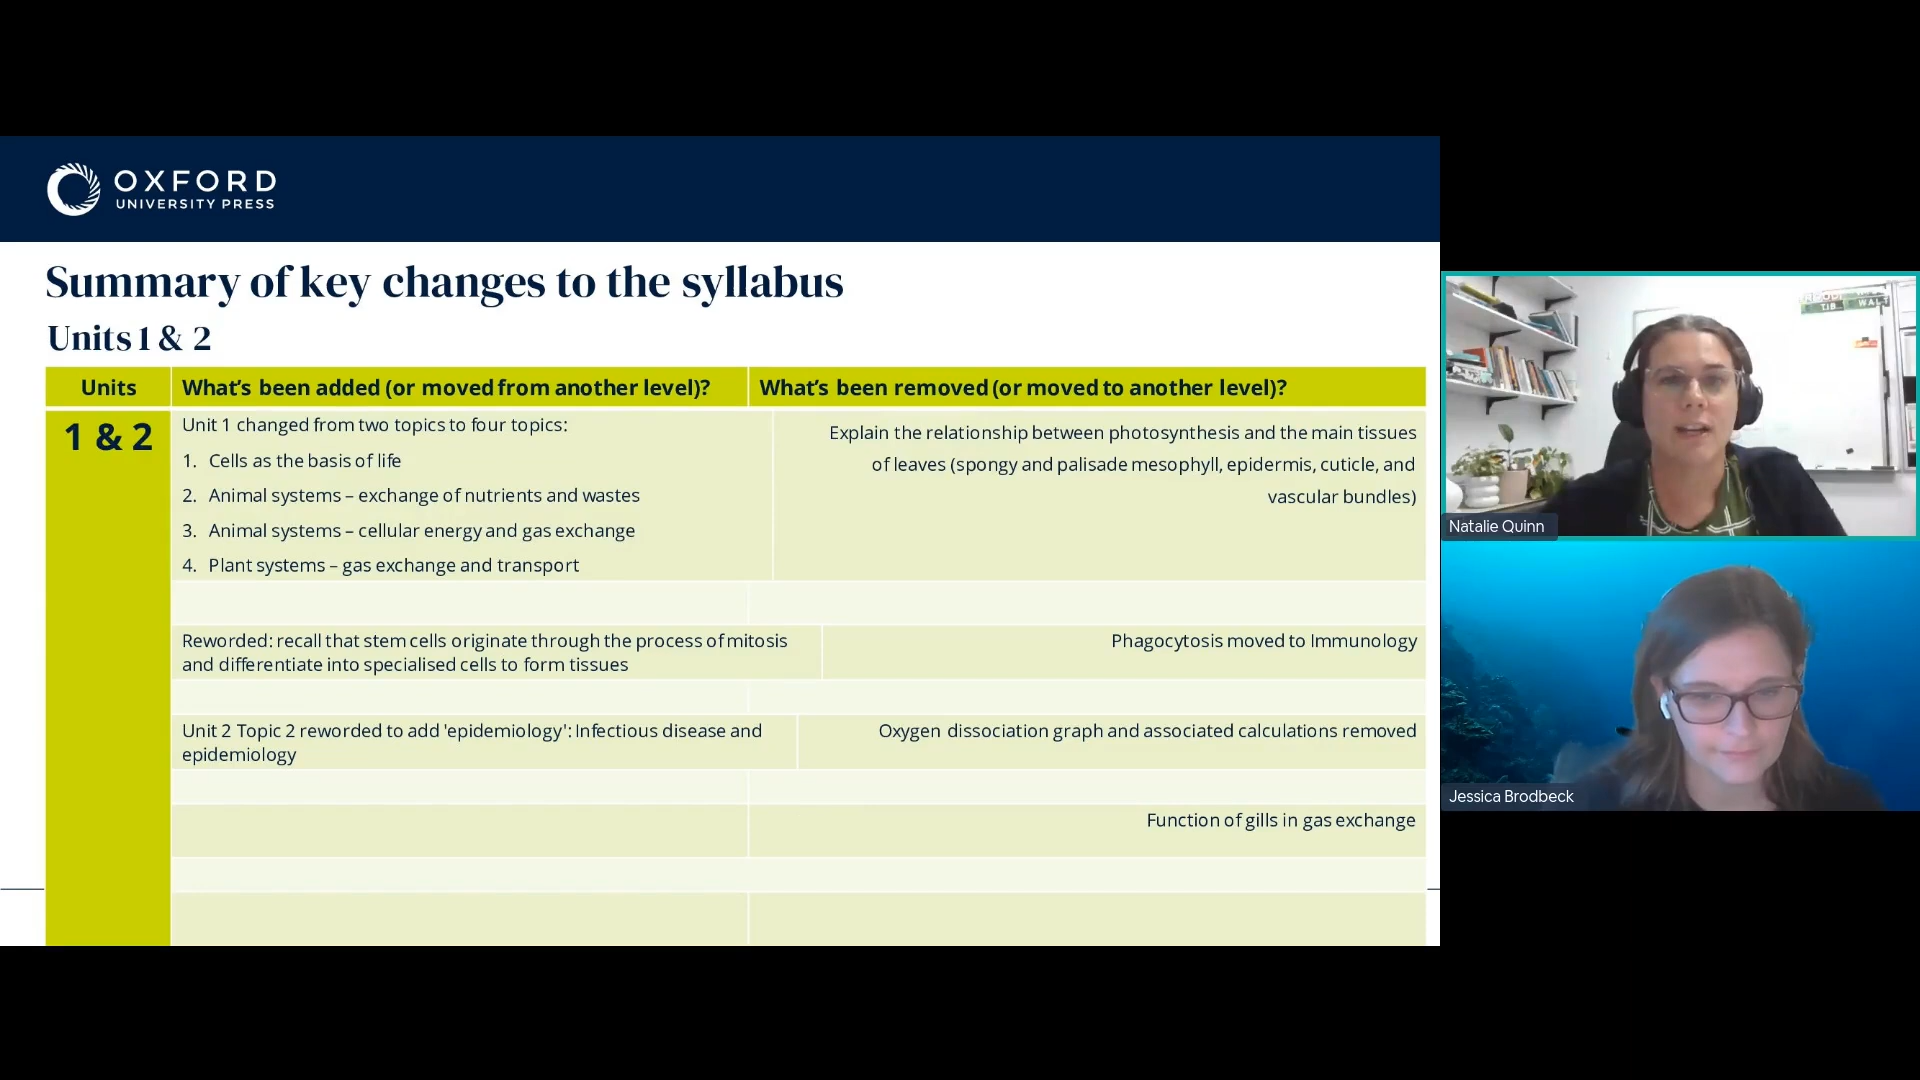 OXFORD
UNIVERSITY PRESS
Summary of key changes to the syllabus
Units 1 & 2
Units
What's been added (or moved from another level)?
What's been removed (or moved to another level)?
1 & 2
Unit 1 changed from two topics to four topics:
1. Cells as the basis of life
2. Animal systems – exchange of nutrients and wastes
3. Animal systems – cellular energy and gas exchange
4. Plant systems – gas exchange and transport
Explain the relationship between photosynthesis and the main tissues
of leaves (spongy and palisade mesophyll, epidermis, cuticle, and
vascular bundles)
Reworded: recall that stem cells originate through the process of mitosis
and differentiate into specialised cells to form tissues
Phagocytosis moved to Immunology
Unit 2 Topic 2 reworded to add 'epidemiology': Infectious disease and
epidemiology
Oxygen dissociation graph and associated calculations removed
Function of gills in gas exchange
TIB
WALT
Natalie Quinn
Jessica Brodbeck